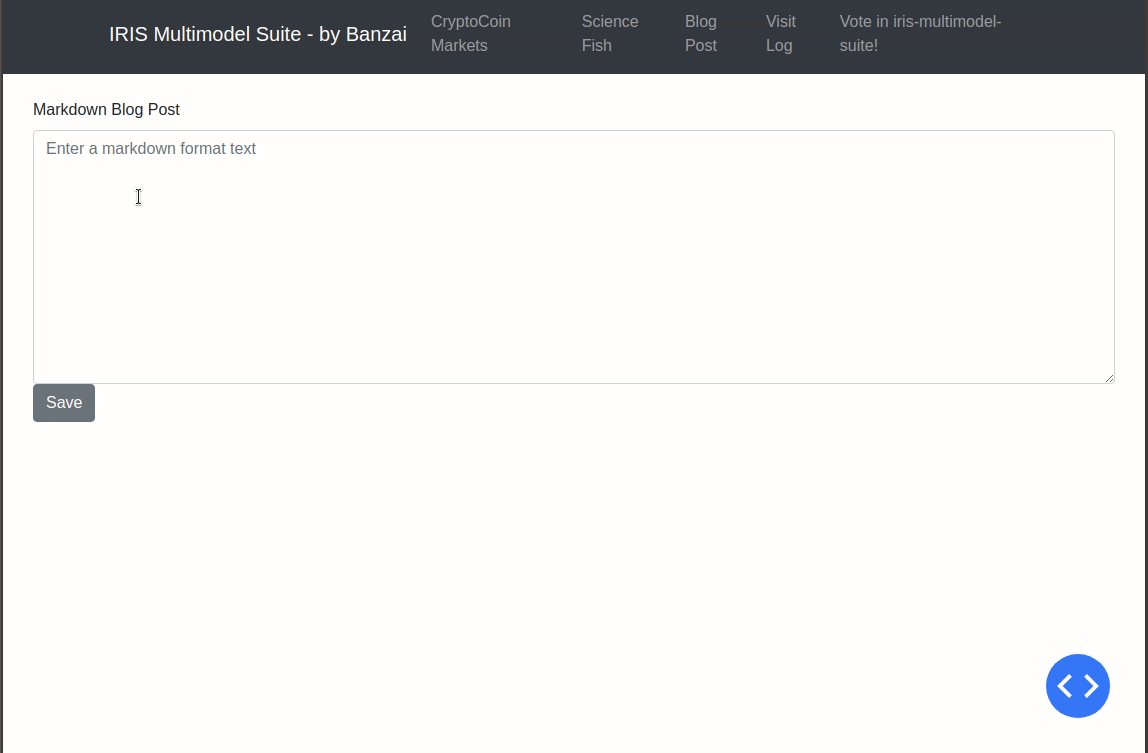 IRIS Multimodel Suite - by Banzai
CryptoCoin
Markets
Science
Fish
Blog
Post
Visit
Log
Vote in iris-multimodel-
suite!
Markdown Blog Post
Enter a markdown format text
Save